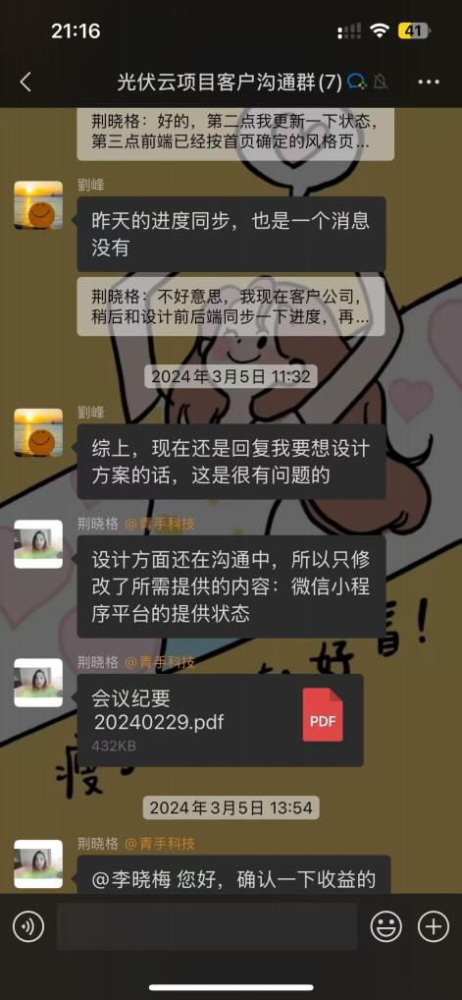 21:16
41
光伏云项目客户沟通群(7)
荆晓格：好的，第二点我更新一下状态，
第三点前端已经按首页确定的风格页...
劉峰
昨天的进度同步，也是一个消息
没有
荆晓格：不好意思，我现在客户公司，
稍后和设计前后端同步一下进度，再...
2024年3月5日 11:32
劉峰
综上，现在还是回复我要想设计
方案的话，这是很有问题的
荆晓格 @青手科技
设计方面还在沟通中，所以只修
改了所需提供的内容：微信小程
序平台的提供状态
好看！
荆晓格 @青手科技
会议纪要
20240229.pdf
PDF
432KB
瘦
2024年3月5日 13:54
荆晓格 @青手科技
@李晓梅 您好，确认一下收益的